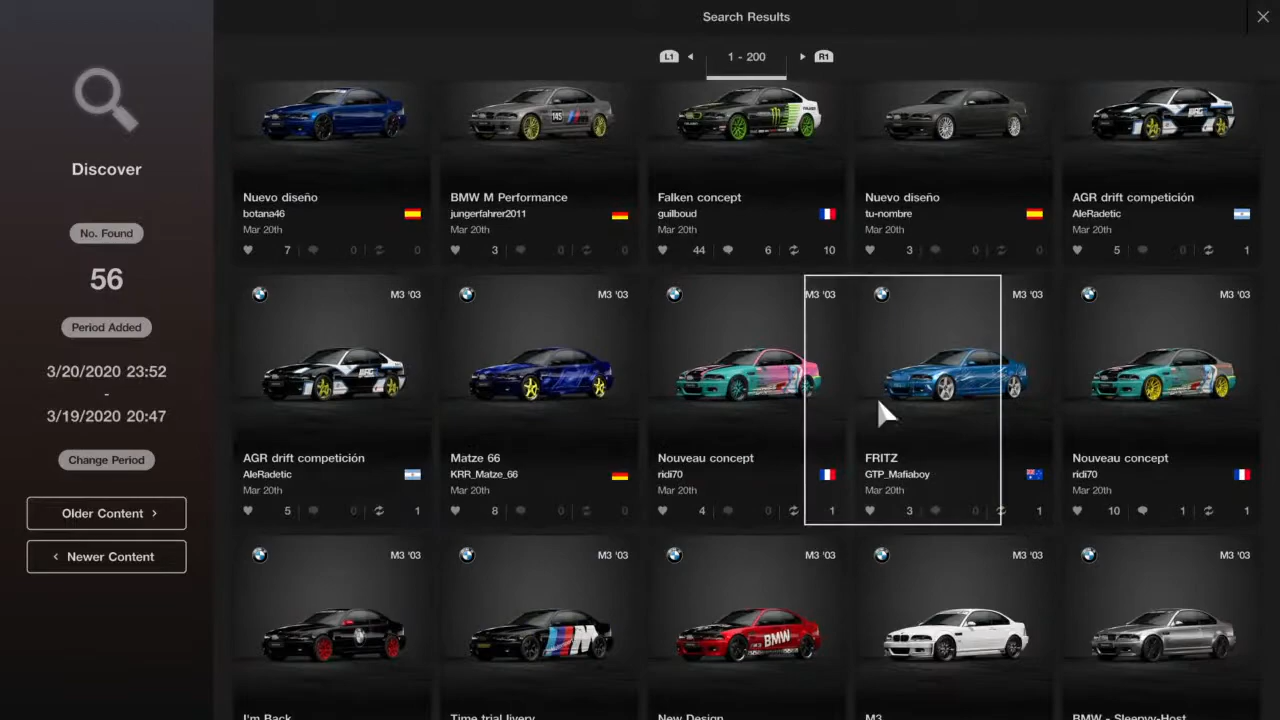 Search Results
L1 1 - 200 R1
Discover
No. Found
56
Period Added
3/20/2020 23:52
-
3/19/2020 20:47
Change Period
Older Content
Newer Content
145
Nuevo diseño
botana46
Mar 20th
7 0 0
BMW M Performance
jungerfahrer2011
Mar 20th
3 0 0
Falken concept
guilboud
Mar 20th
44 6 10
Nuevo diseño
tu-nombre
Mar 20th
3 0 0
AGR drift competición
AleRadetic
Mar 20th
5 0 1
M3 '03
AGR drift competición
AleRadetic
Mar 20th
5 0 1
M3 '03
Matze 66
KRR_Matze_66
Mar 20th
8 0 0
M3 '03
Nouveau concept
ridi70
Mar 20th
4 0 1
M3 '03
FRITZ
GTP_Mafiaboy
Mar 20th
3 0 1
M3 '03
Nouveau concept
ridi70
Mar 20th
10 1 1
M3 '03
I'm Back
M3 '03
M
Time trial livery
M3 '03
BMW
New Design
M3 '03
M3
M3 '03
BMW - Sleepy-Host